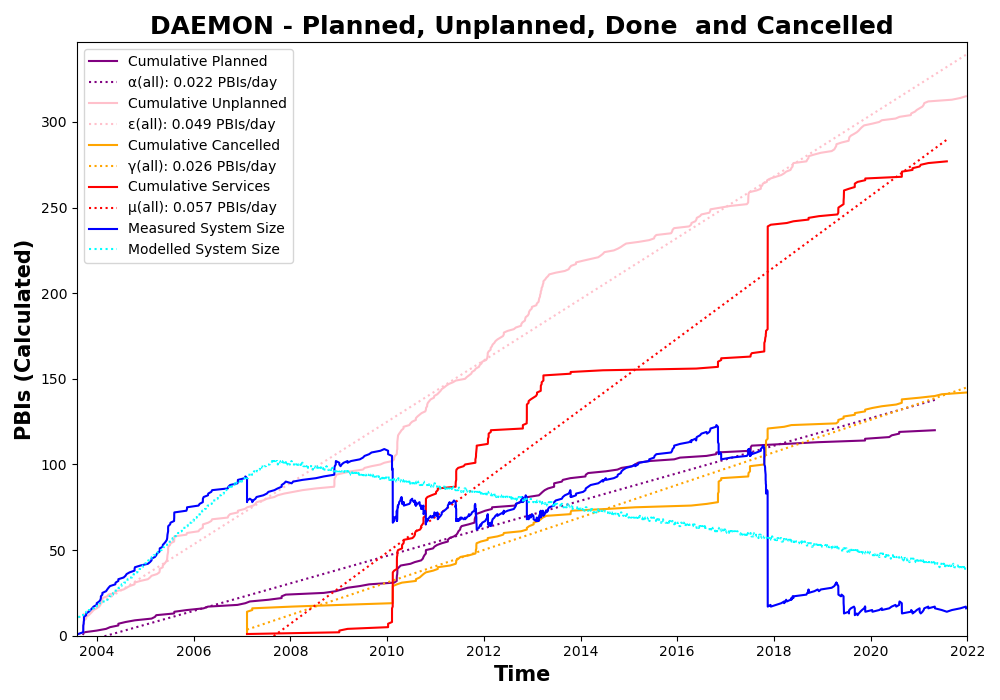 DAEMON - Planned, Unplanned, Done  and Cancelled
Cumulative Planned
α(all): 0.022 PBIs/day
Cumulative Unplanned
ε(all): 0.049 PBIs/day
Cumulative Cancelled
γ(all): 0.026 PBIs/day
Cumulative Services
μ(all): 0.057 PBIs/day
Measured System Size
Modelled System Size
PBIs (Calculated)
300
250
200
150
100
50
0
2004 2006 2008 2010 2012 2014 2016 2018 2020 2022
Time